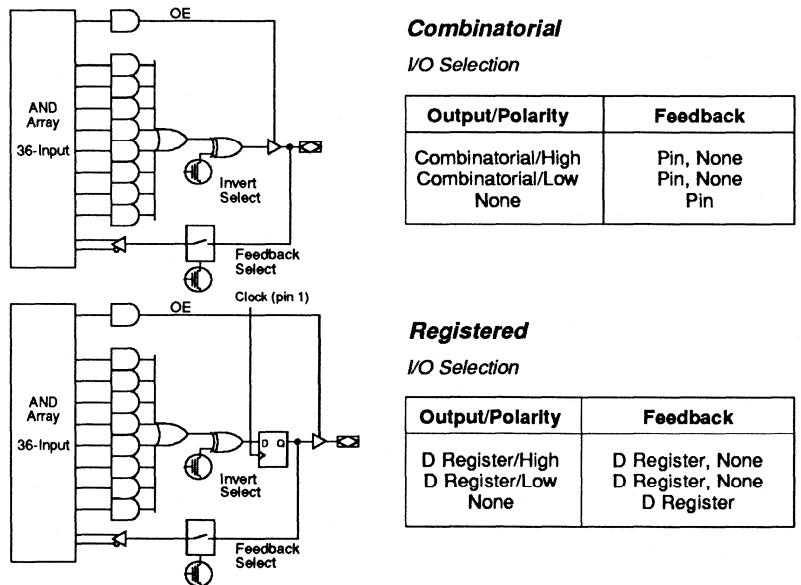 OE
AND
Array
36-Input
Invert
Select
Feedback
Select
Combinatorial
I/O Selection
Output/Polarity Feedback
Combinatorial/High Pin, None
Combinatorial/Low Pin, None
None Pin
Clock (pin 1)
OE
AND
Array
36-Input
D Q
Invert
Select
Feedback
Select
Registered
I/O Selection
Output/Polarity Feedback
D Register/High D Register, None
D Register/Low D Register, None
None D Register